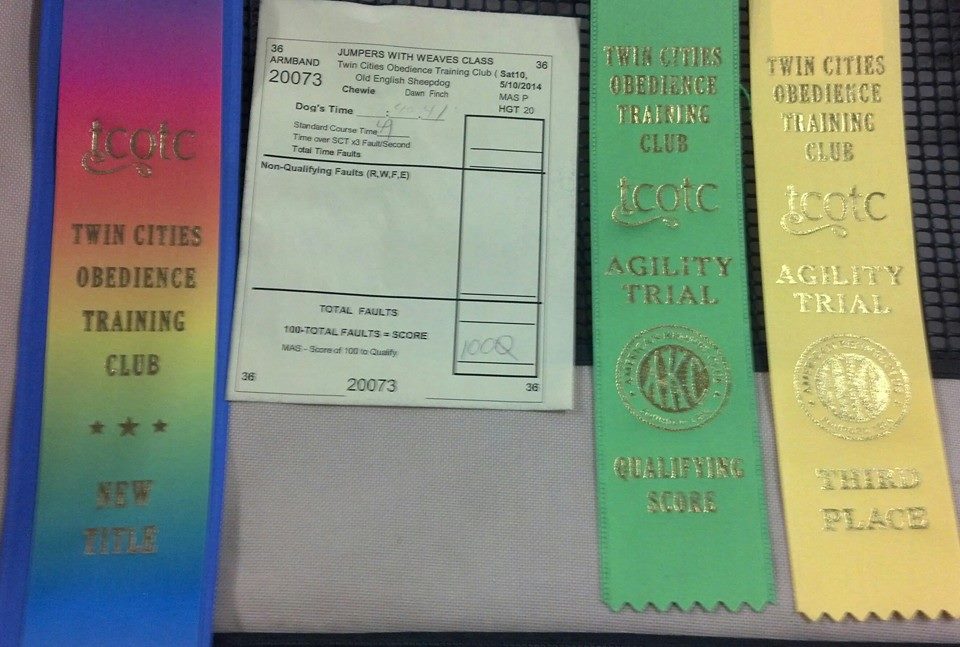 tcotc
TWIN CITIES
OBEDIENCE
TRAINING
CLUB
NEW
TITLE
36 JUMPERS WITH WEAVES CLASS 36
ARMBAND Twin Cities Obedience Training Club ( Sat10,
20073 Old English Sheepdog 5/10/2014
Chewie Dawn Finch MAS P
Dog's Time HGT 20
Standard Course Time
Time over SCT x3 Fault/Second
Total Time Faults
Non-Qualifying Faults (R,W,F,E)
TOTAL FAULTS
100-TOTAL FAULTS = SCORE 100Q
MAS - Score of 100 to Qualify
36 20073 36
TWIN CITIES
OBEDIENCE
TRAINING
CLUB
tcotc
AGILITY
TRIAL
AKC
QUALIFYING
SCORE
TWIN CITIES
OBEDIENCE
TRAINING
CLUB
tcotc
AGILITY
TRIAL
AKC
THIRD
PLACE